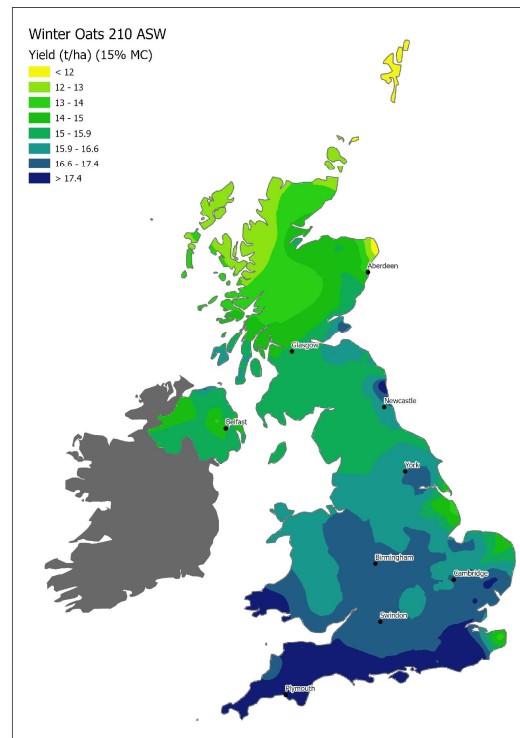 Winter Oats 210 ASW
Yield (t/ha) (15% MC)
< 12
12 - 13
13 - 14
14 - 15
15 - 15.9
15.9 - 16.6
16.6 - 17.4
> 17.4
Aberdeen
Glasgow
Newcastle
Belfast
York
Birmingham
Cambridge
Swindon
Plymouth